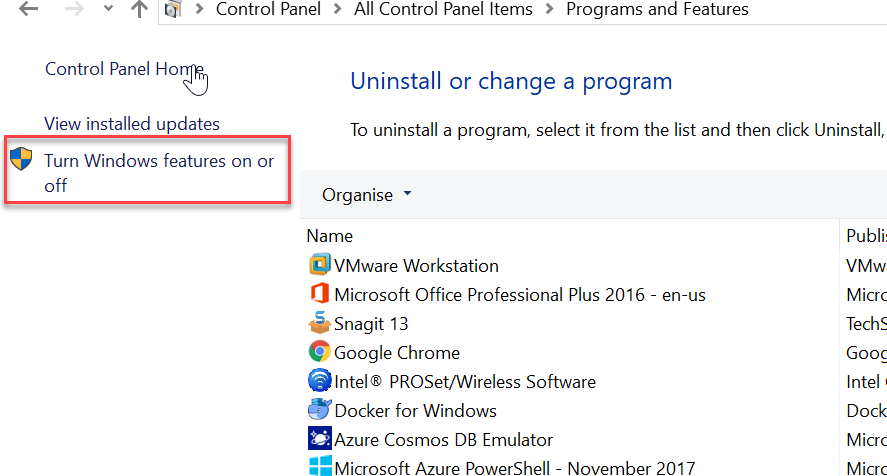 Control Panel > All Control Panel Items > Programs and Features
Control Panel Home
View installed updates
Turn Windows features on or
off
Uninstall or change a program
To uninstall a program, select it from the list and then click Uninstall,
Organise
Name Publis
VMware Workstation VMw
Microsoft Office Professional Plus 2016 - en-us Micro
Snagit 13 TechS
Google Chrome Goog
Intel® PROSet/Wireless Software Intel
Docker for Windows Dock
Azure Cosmos DB Emulator Micro
Microsoft Azure PowerShell - November 2017 Micro